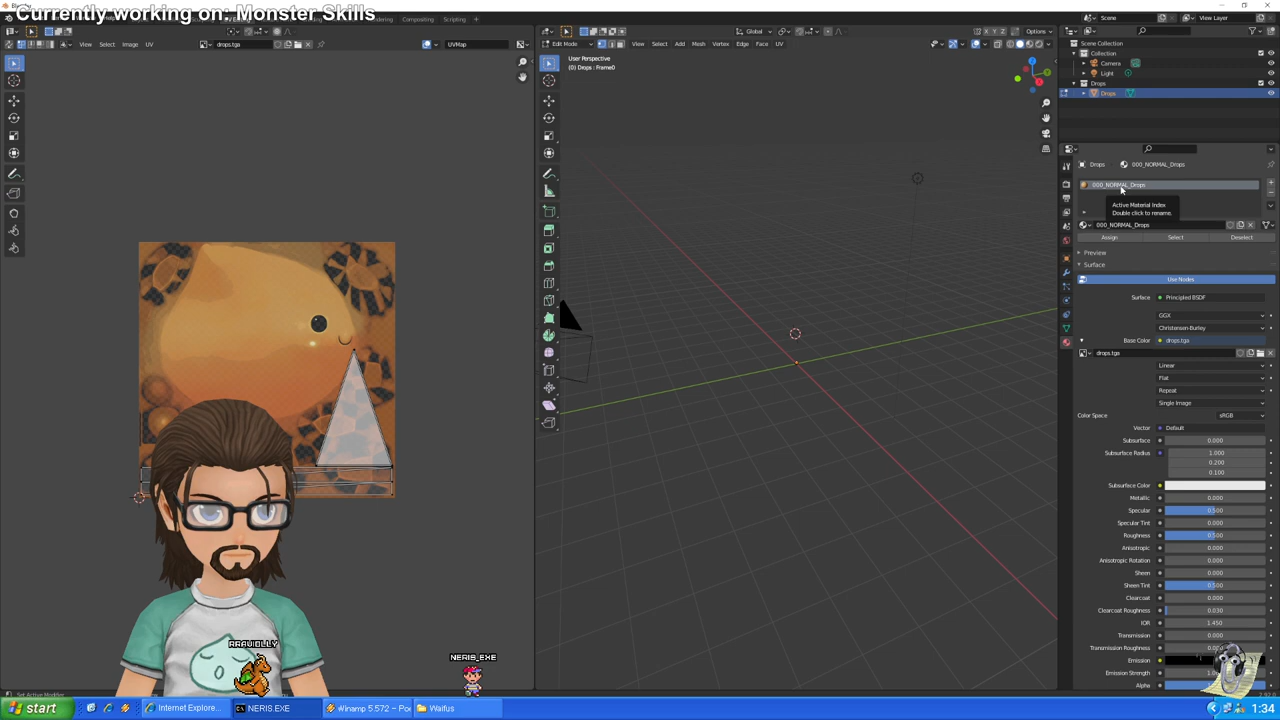 Currently working on: Monster Skills
Compositing
Scripting
Scene
View Layer
View
Select
Image
UV
drops.tga
UVMap
Edit Mode
View
Select
Add
Mesh
Vertex
Edge
Face
UV
Global
X Y Z
Options
User Perspective
(0) Drops : Frame0
Scene Collection
Collection
Camera
Light
Drops
Drops
Drops
000_NORMAL_Drops
000_NORMAL_Drops
Active Material Index
Double click to rename.
000_NORMAL_Drops
Assign
Select
Deselect
Preview
Surface
Use Nodes
Surface
Principled BSDF
GGX
Christensen-Burley
Base Color
drops.tga
drops.tga
Linear
Flat
Repeat
Single Image
Color Space
sRGB
Vector
Default
Subsurface
0.000
Subsurface Radius
1.000
0.200
0.100
Subsurface Color
Metallic
0.000
Specular
0.500
Specular Tint
0.000
Roughness
0.500
Anisotropic
0.000
Anisotropic Rotation
0.000
Sheen
0.000
Sheen Tint
0.500
Clearcoat
0.000
Clearcoat Roughness
0.030
IOR
1.450
Transmission
0.000
Transmission Roughness
Emission
Emission Strength
Alpha
NERIS_EXE
Set Active Modifier
start
Internet Explore...
NERIS.EXE
Winamp 5.572 — Po
Waifus
1:34